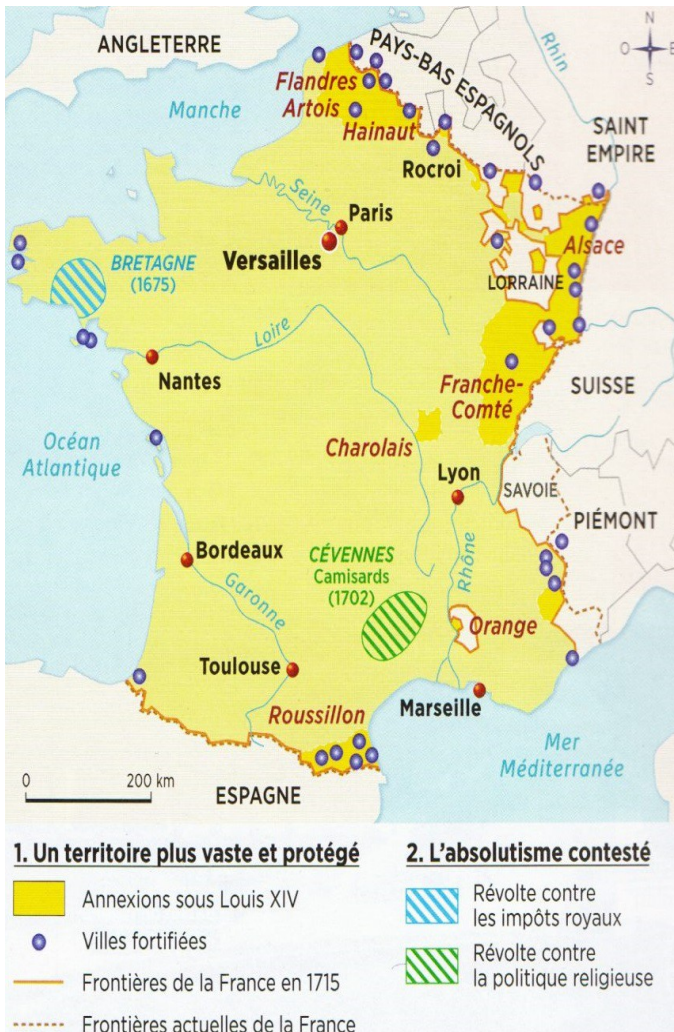 ANGLETERRE
N
O
E
S
PAYS-BAS ESPAGNOLS
Rhin
Flandres
Artois
Hainaut
Manche
SAINT
EMPIRE
Rocroi
Seine
Paris
Versailles
Alsace
LORRAINE
BRETAGNE
(1675)
Loire
Nantes
Franche-
Comté
SUISSE
Océan
Atlantique
Charolais
Lyon
SAVOIE
PIÉMONT
Bordeaux
CÉVENNES
Camisards
(1702)
Rhône
Garonne
Orange
Toulouse
Marseille
Roussillon
Mer
Méditerranée
0
200 km
ESPAGNE
1. Un territoire plus vaste et protégé
Annexions sous Louis XIV
Villes fortifiées
Frontières de la France en 1715
Frontières actuelles de la France
2. L'absolutisme contesté
Révolte contre
les impôts royaux
Révolte contre
la politique religieuse